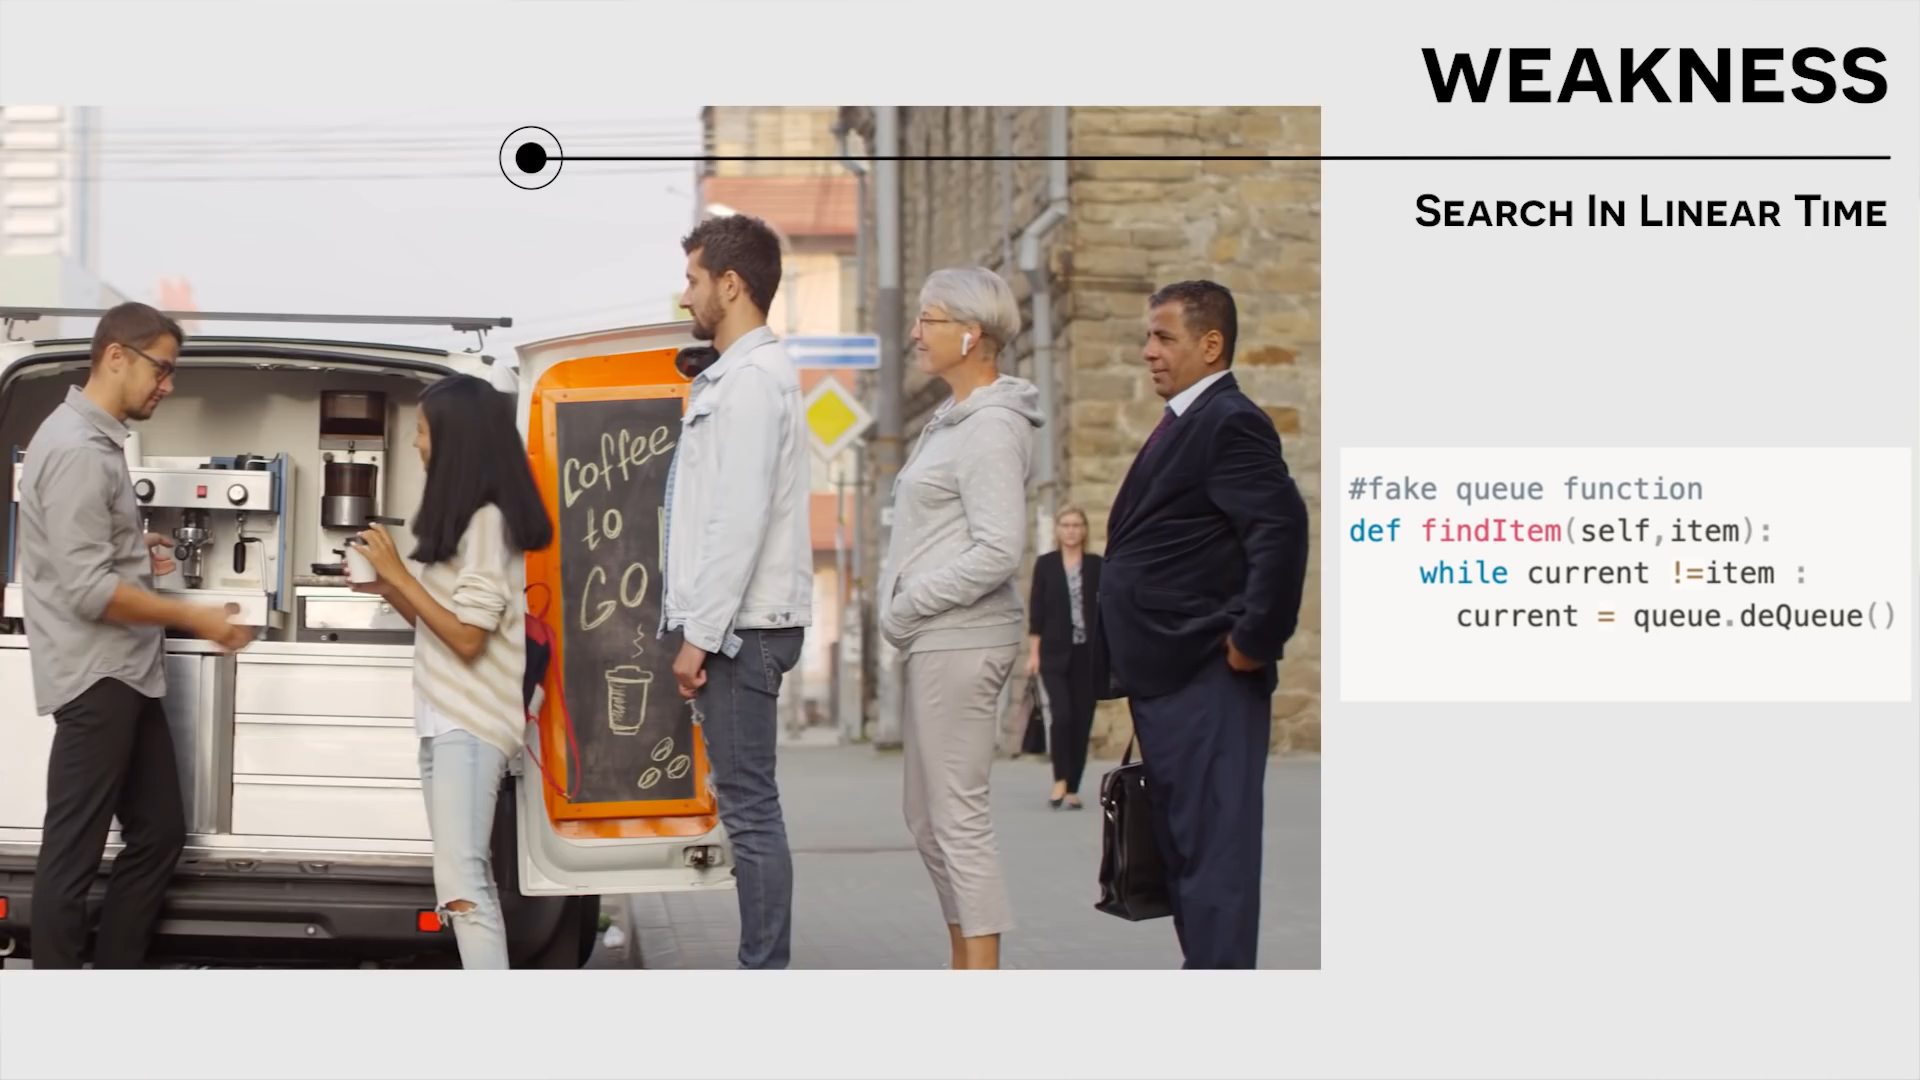 WEAKNESS
Search In Linear Time
Coffee
to
GO
#fake queue function
def findItem(self,item):
    while current !=item :
      current = queue.deQueue()